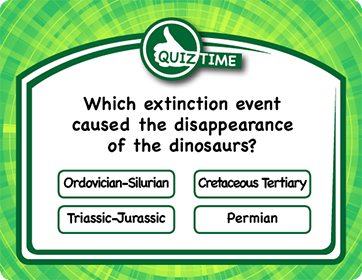 QUIZ TIME
Which extinction event
caused the disappearance
of the dinosaurs?
Ordovician-Silurian
Cretaceous Tertiary
Triassic-Jurassic
Permian